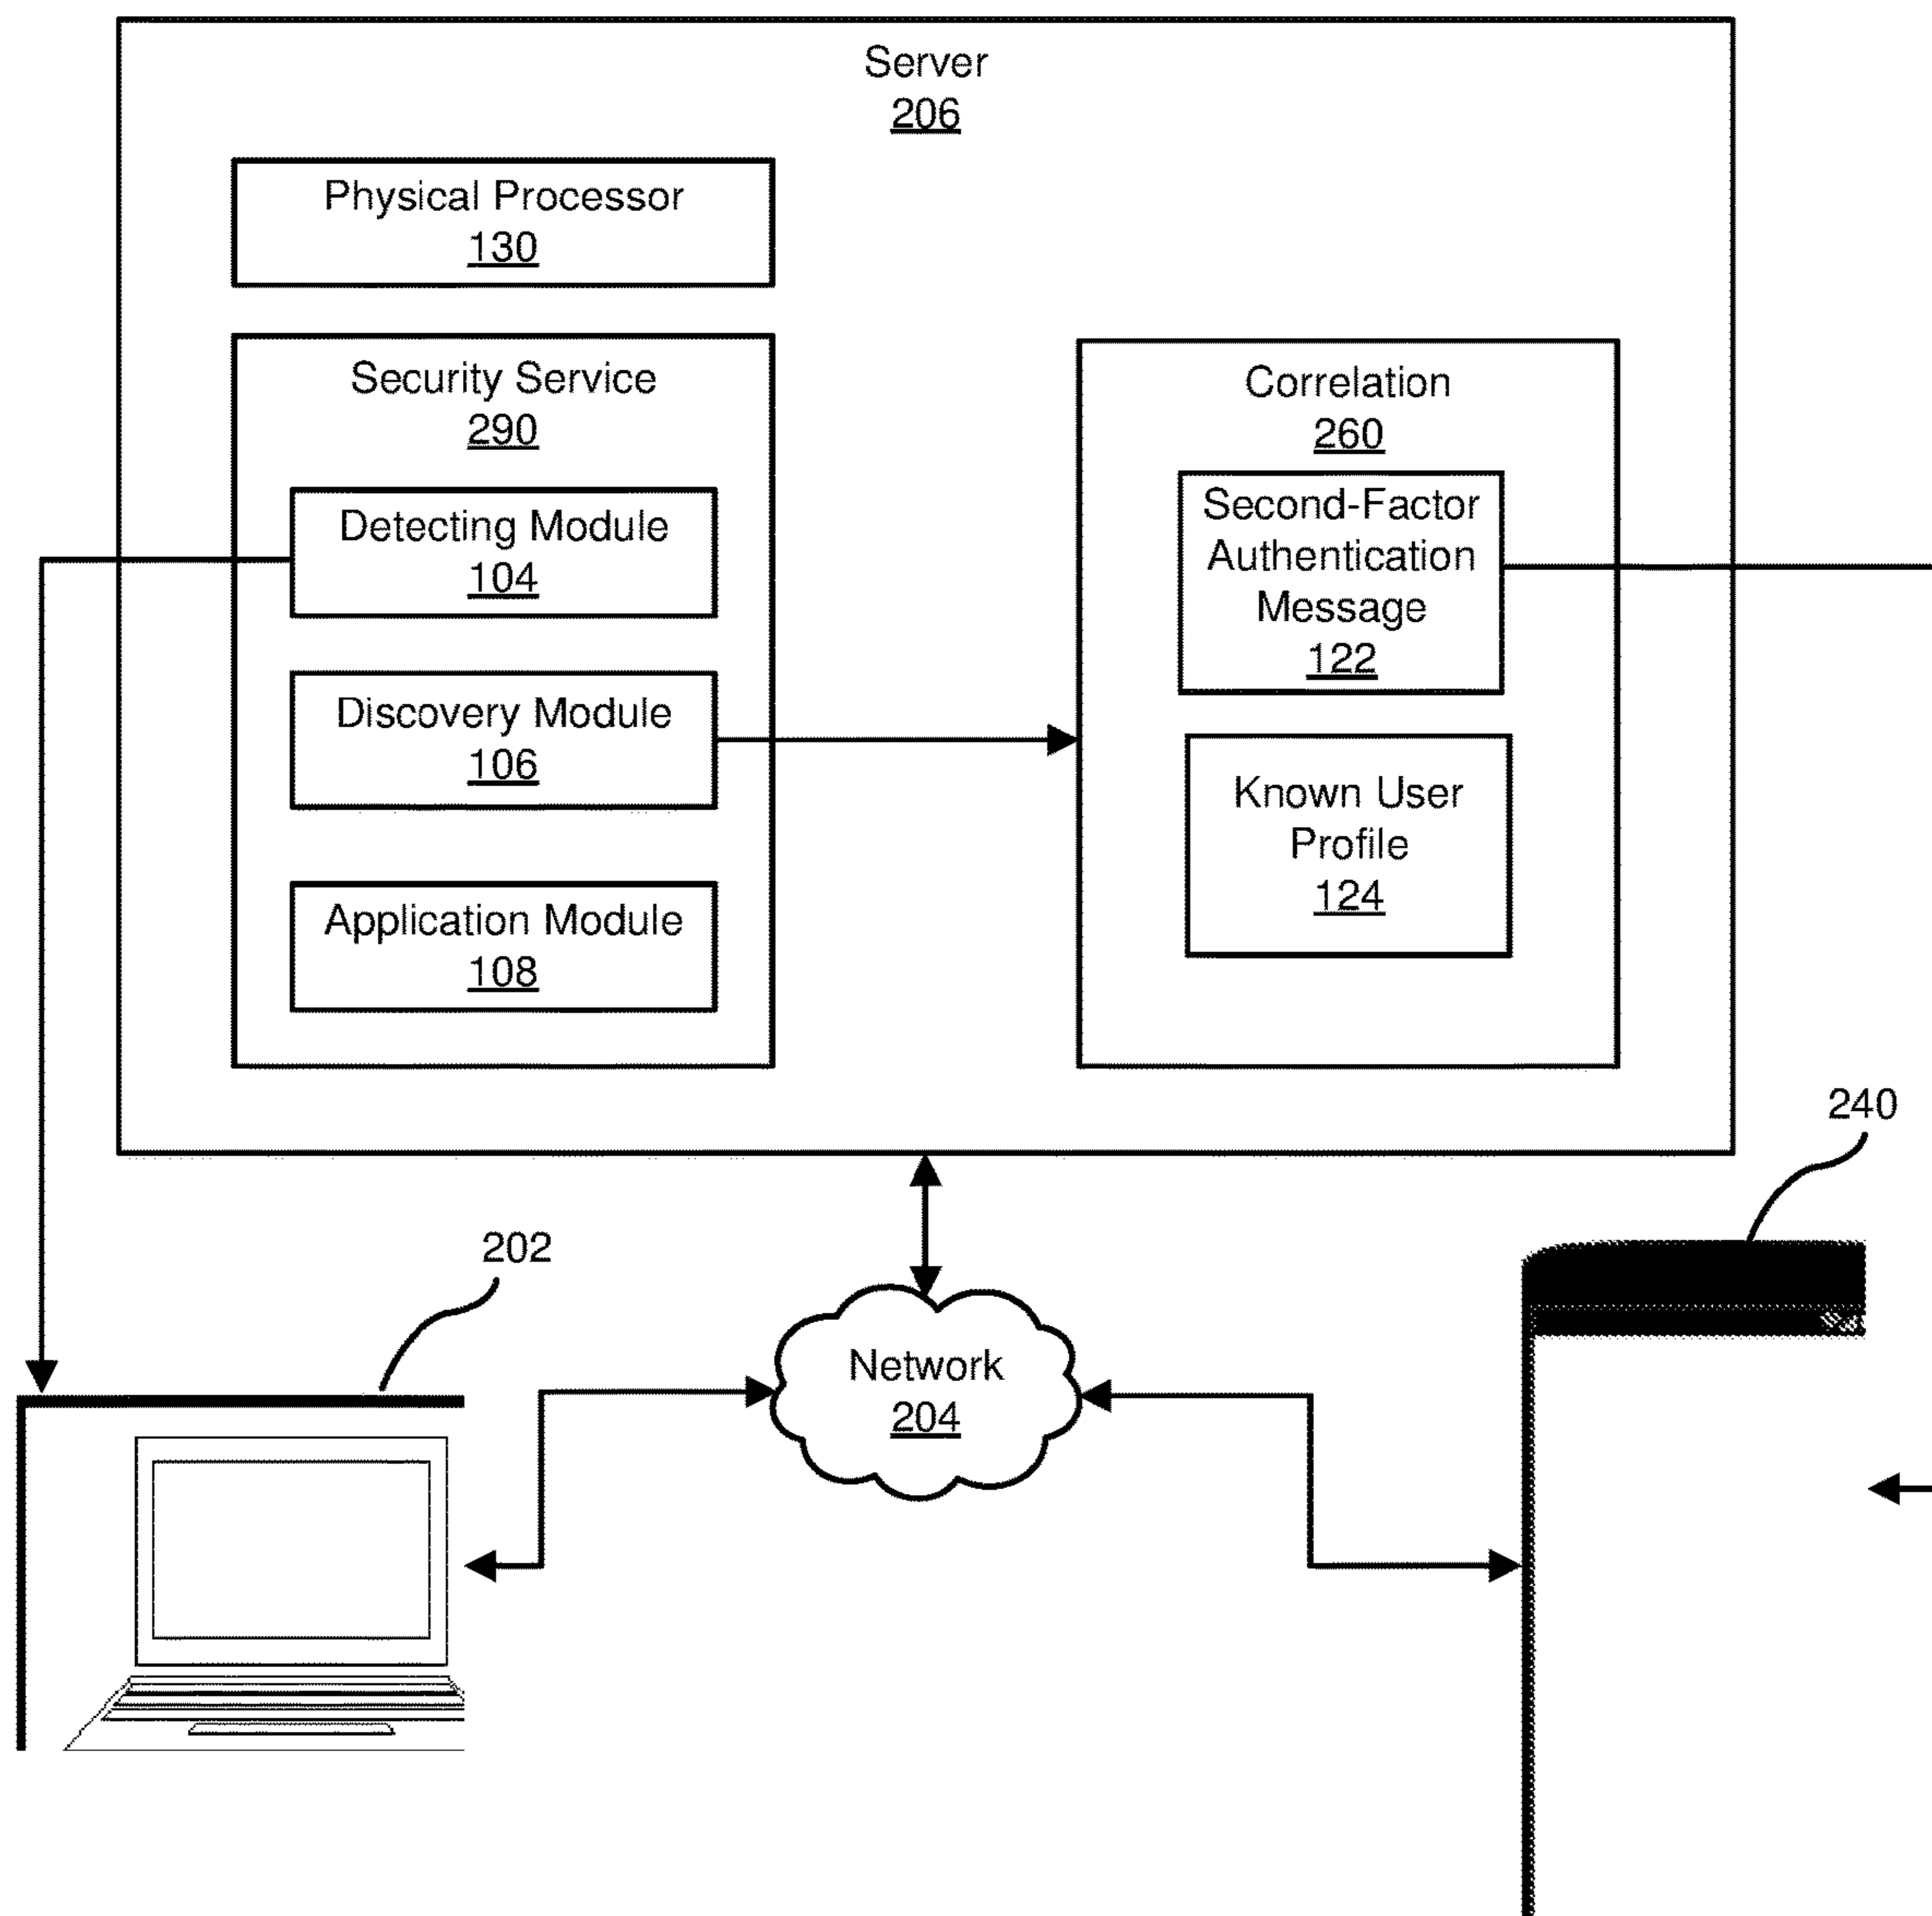 Server
206
Physical Processor
130
Security Service
290
Detecting Module
104
Discovery Module
106
Application Module
108
Correlation
260
Second-Factor
Authentication
Message
122
Known User
Profile
124
240
202
Network
204